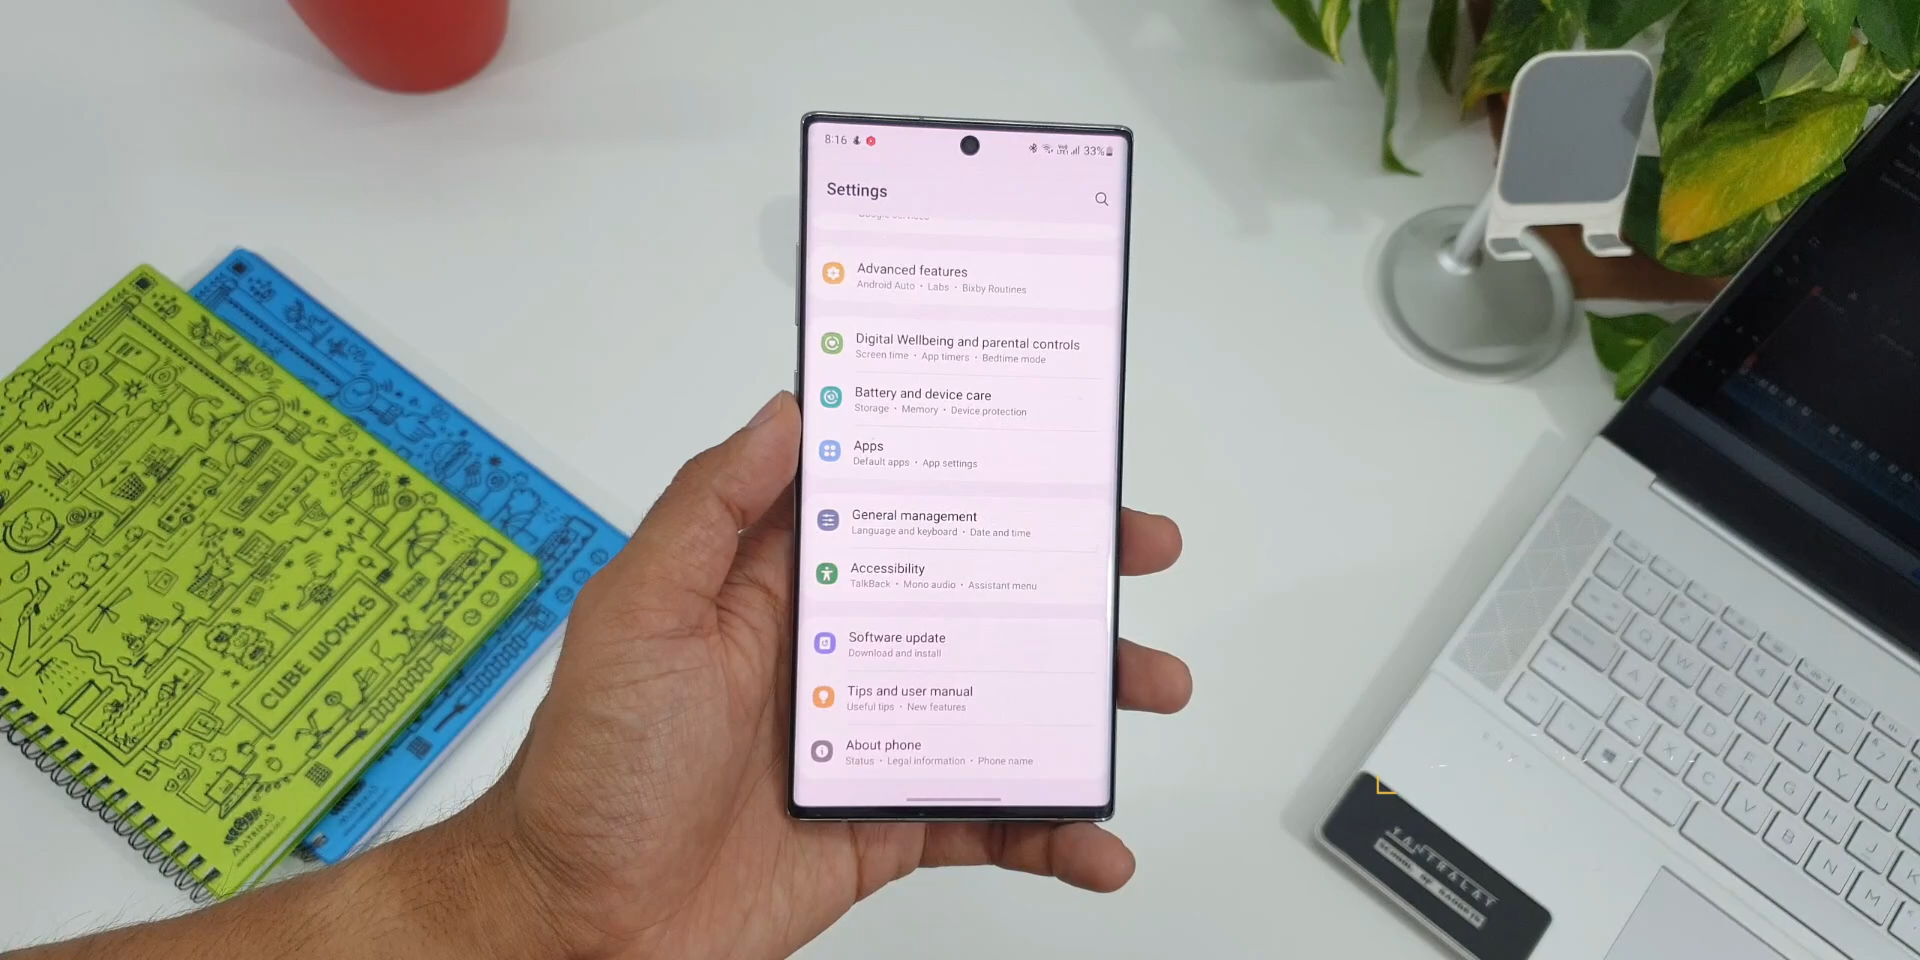 8:16
33%
Settings
Google services
Advanced features
Android Auto • Labs • Bixby Routines
Digital Wellbeing and parental controls
Screen time • App timers • Bedtime mode
Battery and device care
Storage • Memory • Device protection
Apps
Default apps • App settings
General management
Language and keyboard • Date and time
Accessibility
TalkBack • Mono audio • Assistant menu
Software update
Download and install
Tips and user manual
Useful tips • New features
About phone
Status • Legal information • Phone name
CUBE WORKS
MATRIKAS
Q W E R T Y U
A S D F G H J K
Z X C V B N M